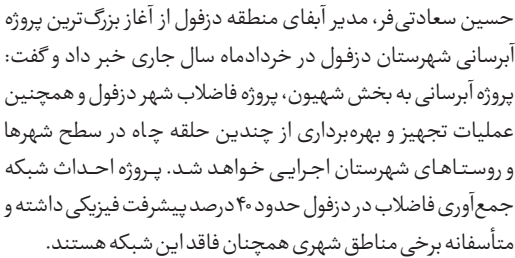 حسین سعادتی‌فر، مدیر آبفای منطقه دزفول از آغاز بزرگ‌ترین پروژه
آبرسانی شهرستان دزفول در خردادماه سال جاری خبر داد و گفت:
پروژه آبرسانی به بخش شهیون، پروژه فاضلاب شهر دزفول و همچنین
عملیات تجهیز و بهره‌برداری از چندین حلقه چاه در سطح شهرها
و روستاهای شهرستان اجرایی خواهد شد. پروژه احداث شبکه
جمع‌آوری فاضلاب در دزفول حدود ۴۰درصد پیشرفت فیزیکی داشته و
متأسفانه برخی مناطق شهری همچنان فاقد این شبکه هستند.